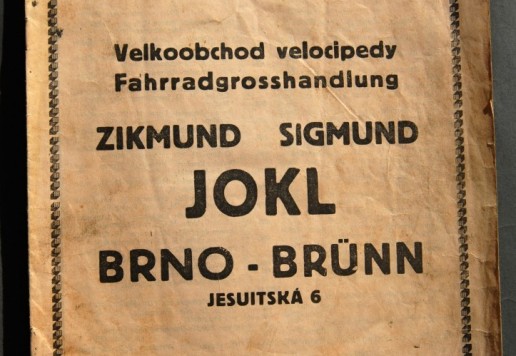 Velkoobchod velocipedy
Fahrradgrosshandlung
ZIKMUND SIGMUND
JOKL
BRNO - BRÜNN
JESUITSKÁ 6